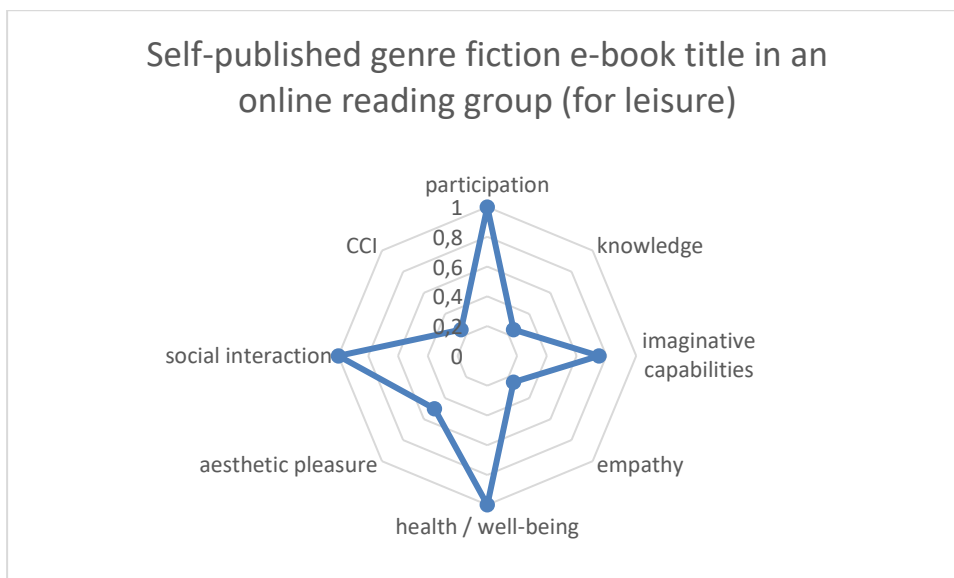 Self-published genre fiction e-book title in an
online reading group (for leisure)
participation
1
0,8
0,6
0,4
0,2
0
knowledge
imaginative
capabilities
empathy
health / well-being
aesthetic pleasure
social interaction
CCI